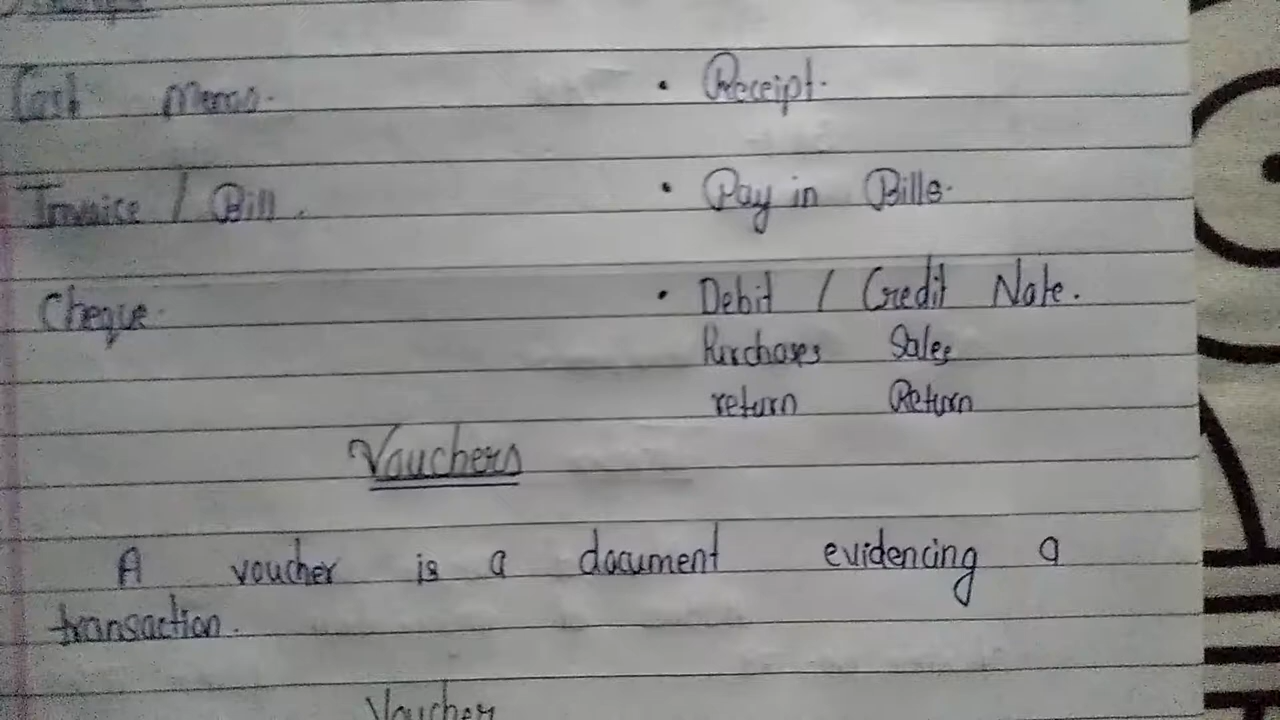 Cash Memo. • Receipt.
Invoice / Bill. • Pay in Bills.
Cheque. • Debit / Credit Note.
Purchases Sales
return Return
Vouchers
A voucher is a document evidencing a
transaction.
Voucher